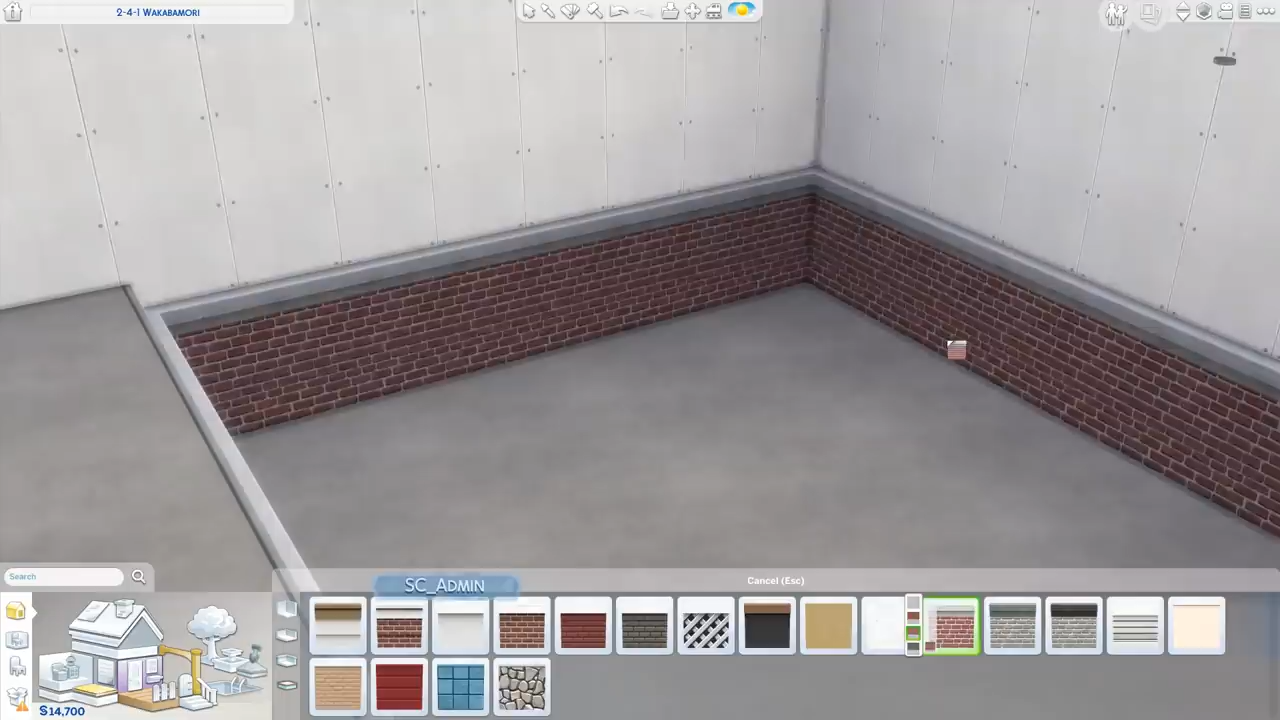 2-4-1 Wakabamori
Search
SC_Admin
Cancel (Esc)
§14,700